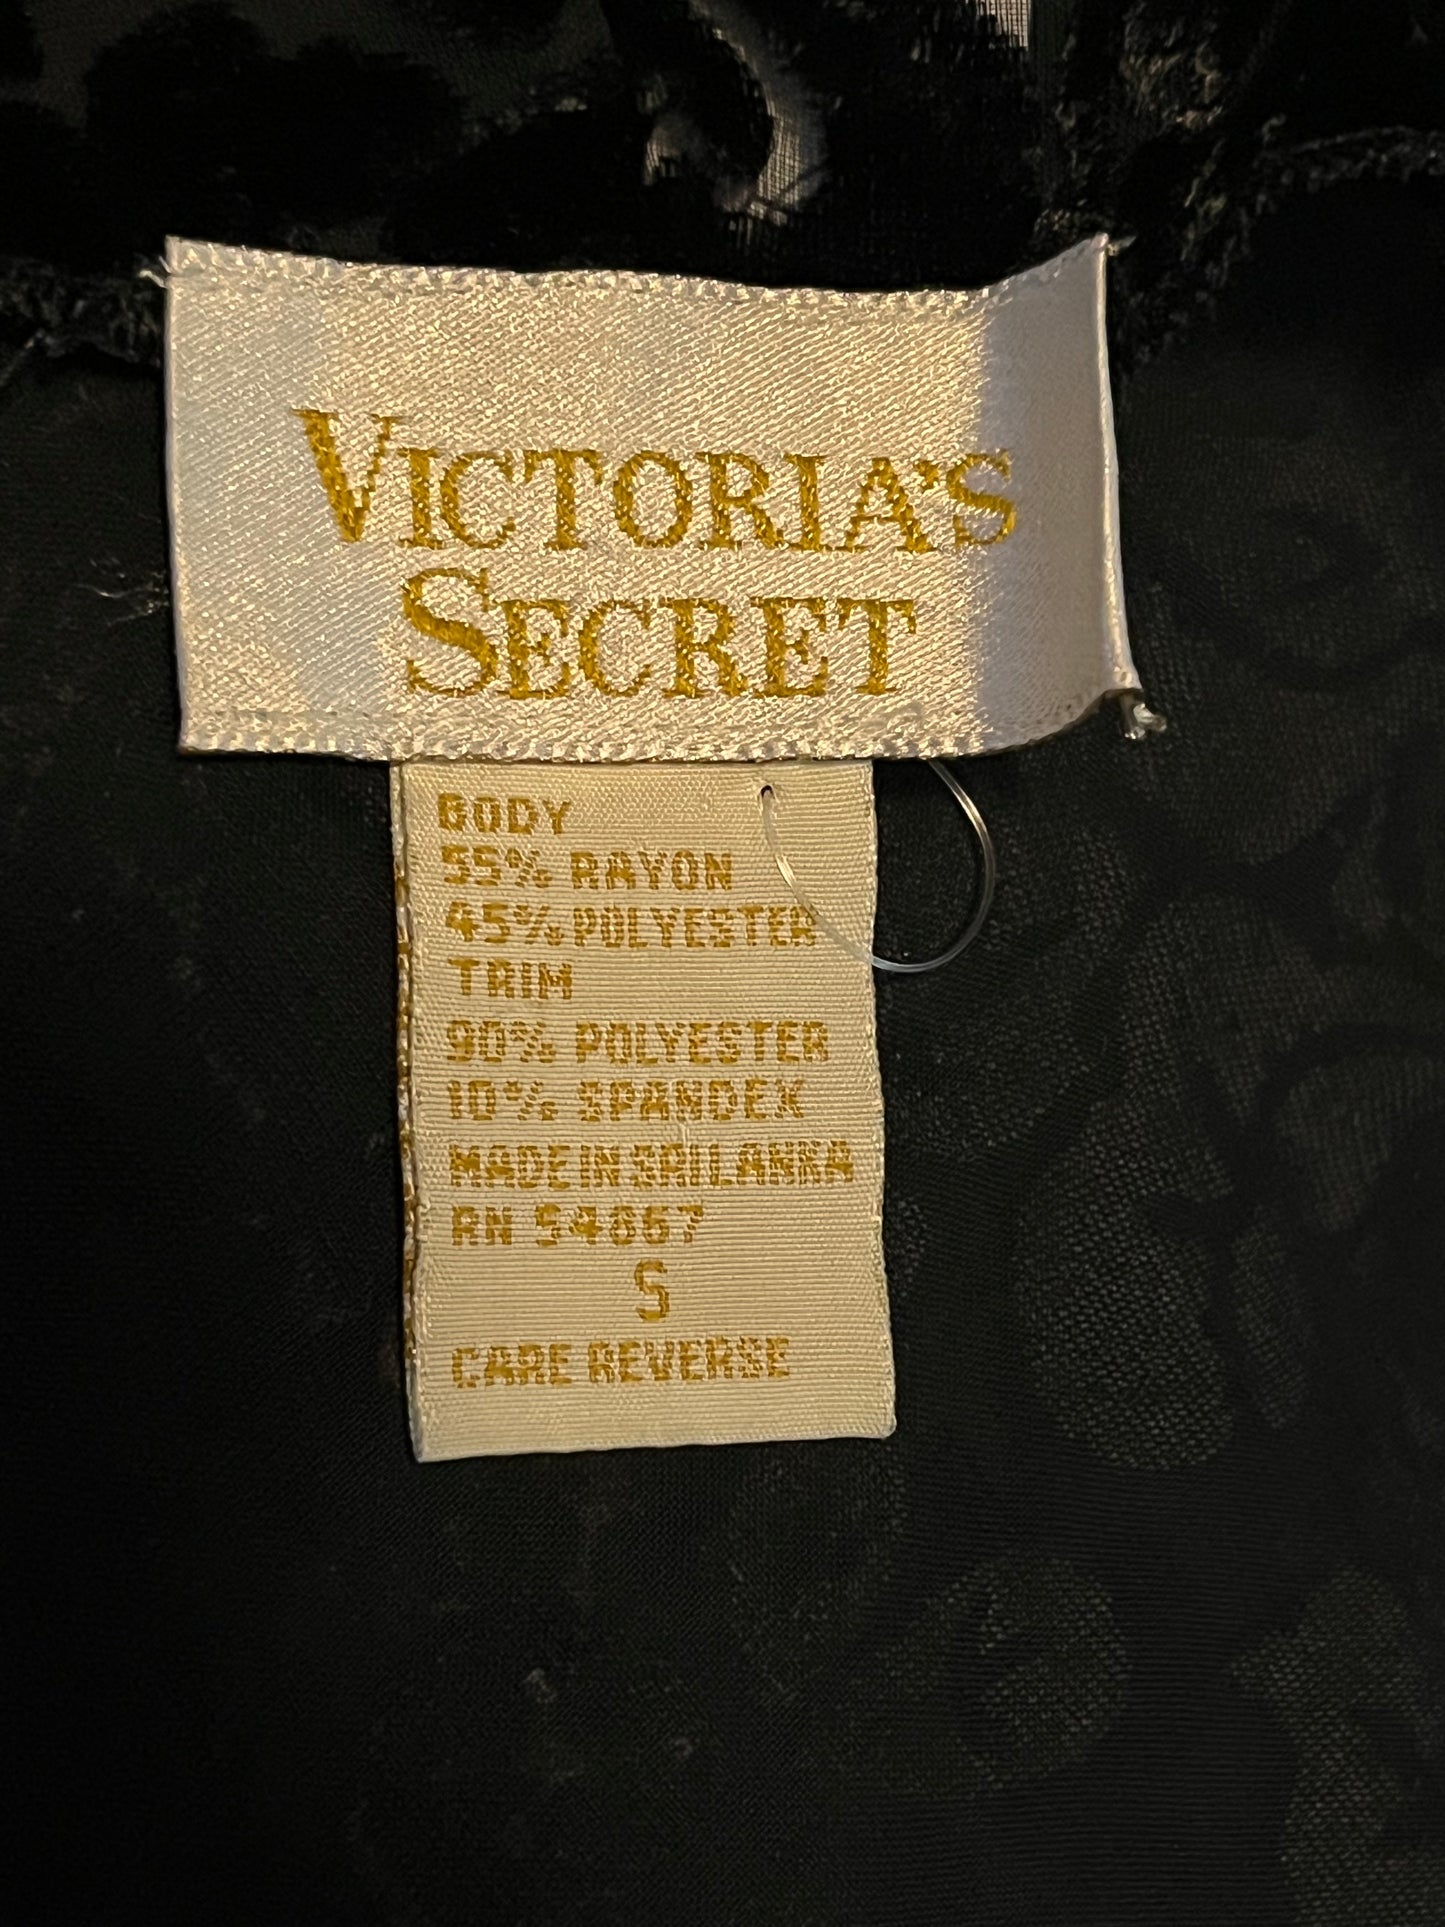 VICTORIA'S
SECRET
BODY
55% RAYON
45% POLYESTER
TRIM
90% POLYESTER
10% SPANDEX
MADE IN SRI LANKA
RN 54867
S
CARE REVERSE